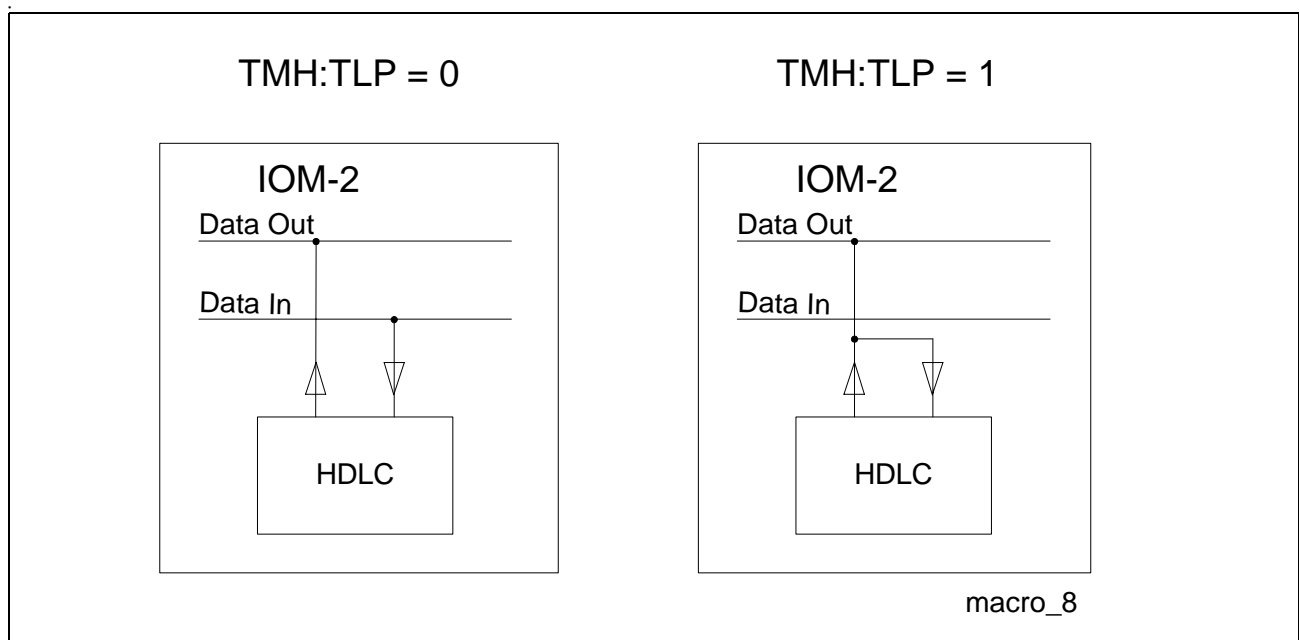 TMH:TLP = 0
TMH:TLP = 1
IOM-2
Data Out
Data In
HDLC
IOM-2
Data Out
Data In
HDLC
macro_8